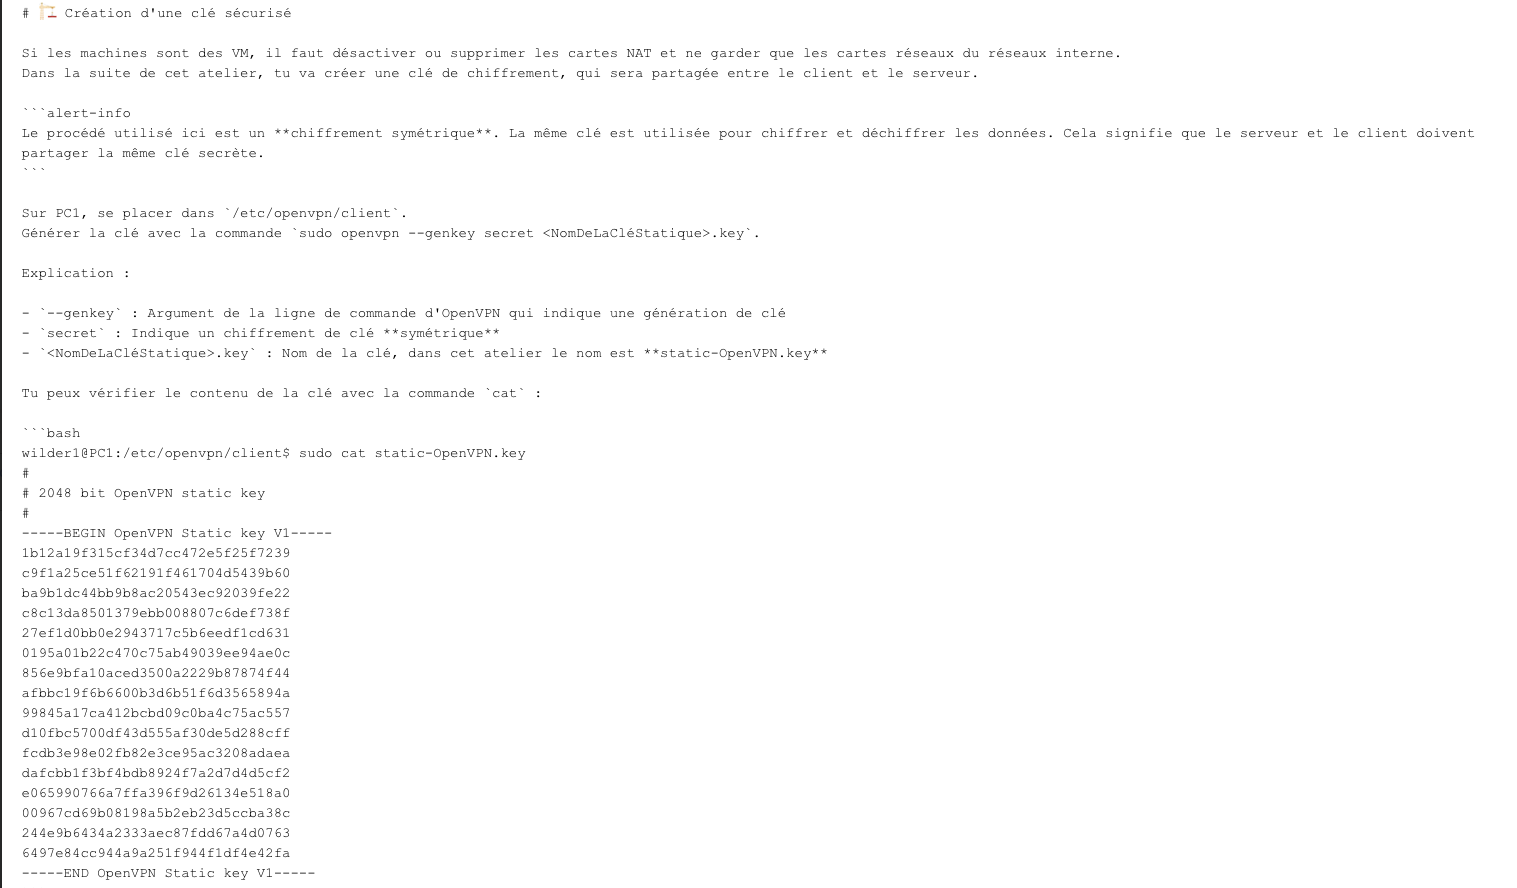 # 🏗️ Création d'une clé sécurisé
Si les machines sont des VM, il faut désactiver ou supprimer les cartes NAT et ne garder que les cartes réseaux du réseaux interne.
Dans la suite de cet atelier, tu va créer une clé de chiffrement, qui sera partagée entre le client et le serveur.
```alert-info
Le procédé utilisé ici est un **chiffrement symétrique**. La même clé est utilisée pour chiffrer et déchiffrer les données. Cela signifie que le serveur et le client doivent
partager la même clé secrète.
```
Sur PC1, se placer dans `/etc/openvpn/client`.
Générer la clé avec la commande `sudo openvpn --genkey secret <NomDeLaCléStatique>.key`.
Explication :
- `--genkey` : Argument de la ligne de commande d'OpenVPN qui indique une génération de clé
- `secret` : Indique un chiffrement de clé **symétrique**
- `<NomDeLaCléStatique>.key` : Nom de la clé, dans cet atelier le nom est **static-OpenVPN.key**
Tu peux vérifier le contenu de la clé avec la commande `cat` :
```bash
wilder1@PC1:/etc/openvpn/client$ sudo cat static-OpenVPN.key
#
# 2048 bit OpenVPN static key
#
-----BEGIN OpenVPN Static key V1-----
1b12a19f315cf34d7cc472e5f25f7239
c9f1a25ce51f62191f461704d5439b60
ba9b1dc44bb9b8ac20543ec92039fe22
c8c13da8501379ebb008807c6def738f
27ef1d0bb0e2943717c5b6eedf1cd631
0195a01b22c470c75ab49039ee94ae0c
856e9bfa10aced3500a2229b87874f44
afbbc19f6b6600b3d6b51f6d3565894a
99845a17ca412bcbd09c0ba4c75ac557
d10fbc5700df43d555af30de5d288cff
fcdb3e98e02fb82e3ce95ac3208adaea
dafcbb1f3bf4bdb8924f7a2d7d4d5cf2
e065990766a7ffa396f9d26134e518a0
00967cd69b08198a5b2eb23d5ccba38c
244e9b6434a2333aec87fdd67a4d0763
6497e84cc944a9a251f944f1df4e42fa
-----END OpenVPN Static key V1-----